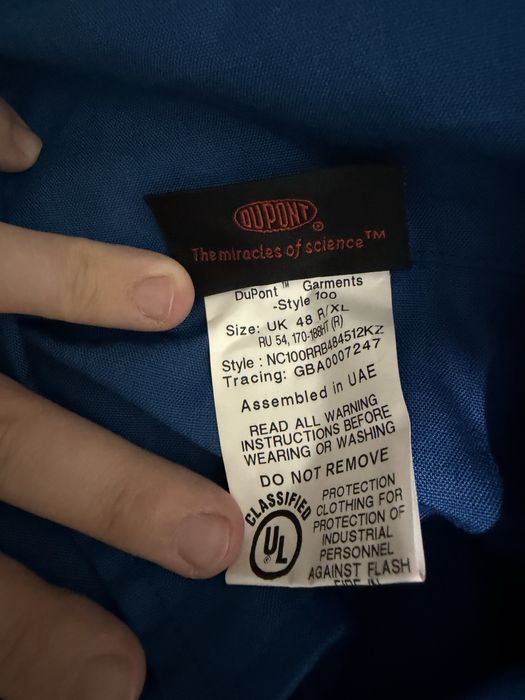 DUPONT®
The miracles of science™
DuPont™ Garments
-Style 100
Size: UK 48 R/XL
RU 54, 170-188HT (R)
Style : NC100RRB484512KZ
Tracing: GBA0007247
Assembled in UAE
READ ALL WARNING
INSTRUCTIONS BEFORE
WEARING OR WASHING
DO NOT REMOVE
CLASSIFIED
UL®
PROTECTION
CLOTHING FOR
PROTECTION OF
INDUSTRIAL
PERSONNEL
AGAINST FLASH
FIRE IN